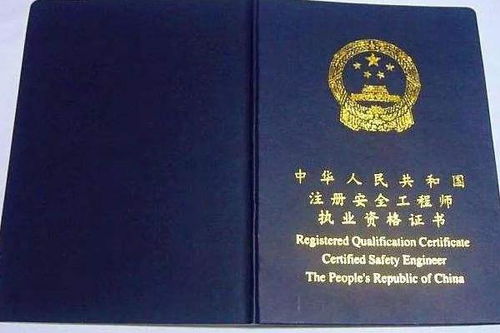 中华人民共和国
注册安全工程师
执业资格证书
Registered Qualification Certificate
Certified Safety Engineer
The People's Republic of China